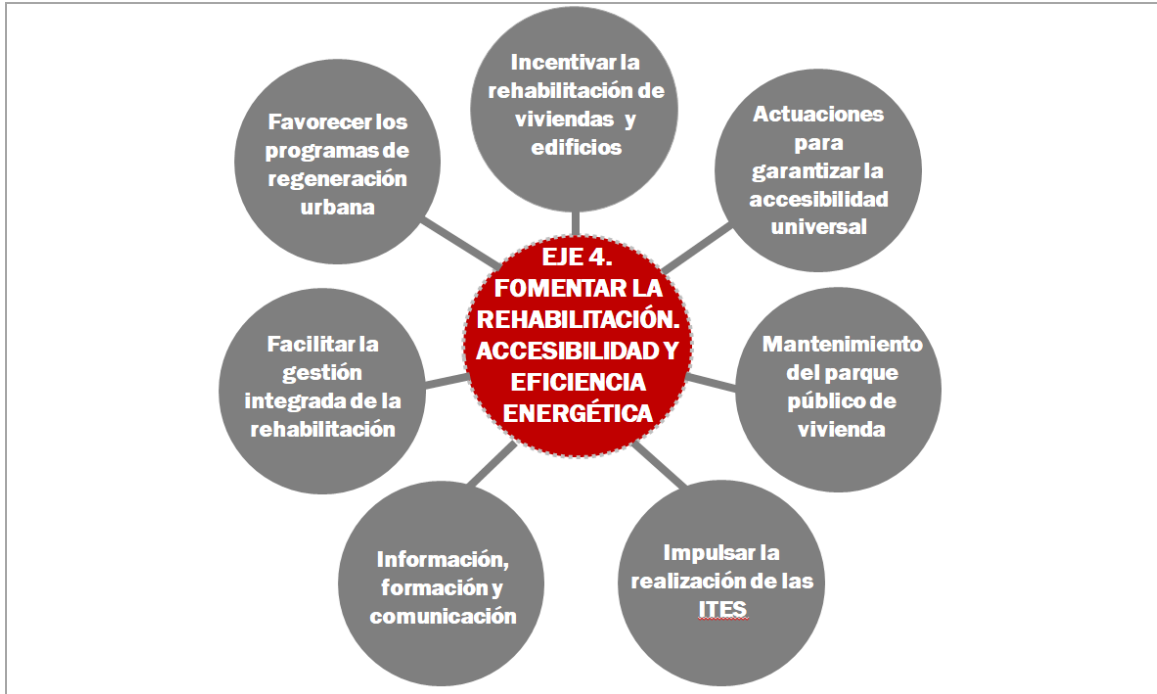 Incentivar la
rehabilitación de
viviendas y
edificios
Actuaciones
para
garantizar la
accesibilidad
universal
Mantenimiento
del parque
público de
vivienda
Impulsar la
realización de las
ITES
Información,
formación y
comunicación
Facilitar la
gestión
integrada de la
rehabilitación
Favorecer los
programas de
regeneración
urbana
EJE 4.
FOMENTAR LA
REHABILITACIÓN.
ACCESIBILIDAD Y
EFICIENCIA
ENERGÉTICA